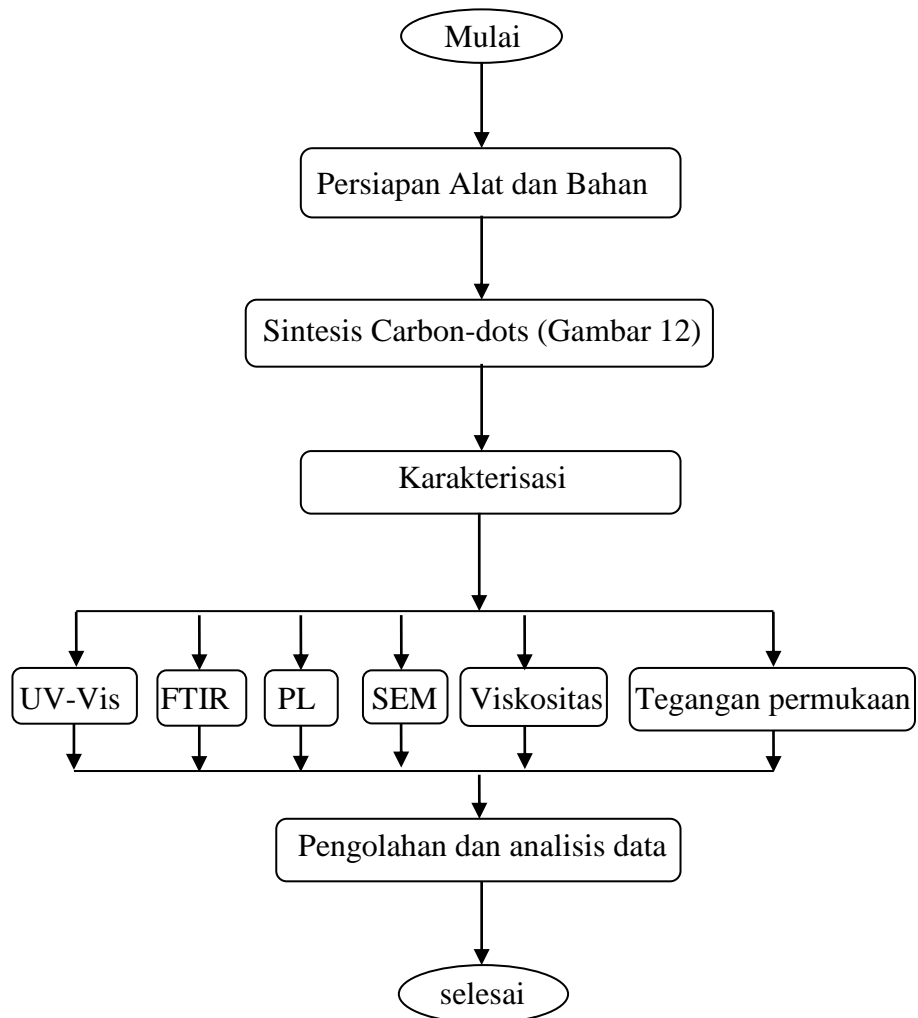 Mulai
Persiapan Alat dan Bahan
Sintesis Carbon-dots (Gambar 12)
Karakterisasi
UV-Vis
FTIR
PL
SEM
Viskositas
Tegangan permukaan
Pengolahan dan analisis data
selesai